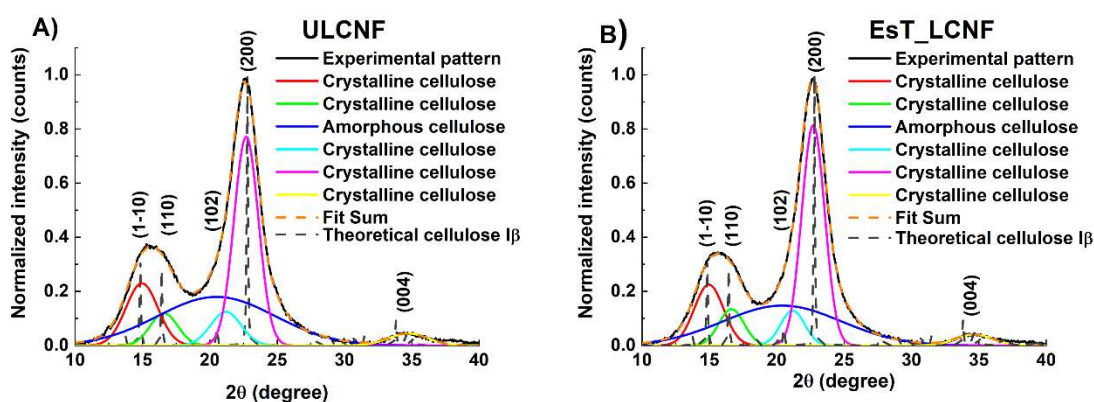 A)
ULCNF
Normalized intensity (counts)
1.0
0.8
0.6
0.4
0.2
0.0
10
15
20
25
30
35
40
2θ (degree)
(1-10)
(110)
(102)
(200)
(004)
Experimental pattern
Crystalline cellulose
Crystalline cellulose
Amorphous cellulose
Crystalline cellulose
Crystalline cellulose
Crystalline cellulose
Fit Sum
Theoretical cellulose Iβ
B)
EsT_LCNF
Normalized intensity (counts)
1.0
0.8
0.6
0.4
0.2
0.0
10
15
20
25
30
35
40
2θ (degree)
(1-10)
(110)
(102)
(200)
(004)
Experimental pattern
Crystalline cellulose
Crystalline cellulose
Amorphous cellulose
Crystalline cellulose
Crystalline cellulose
Crystalline cellulose
Fit Sum
Theoretical cellulose Iβ